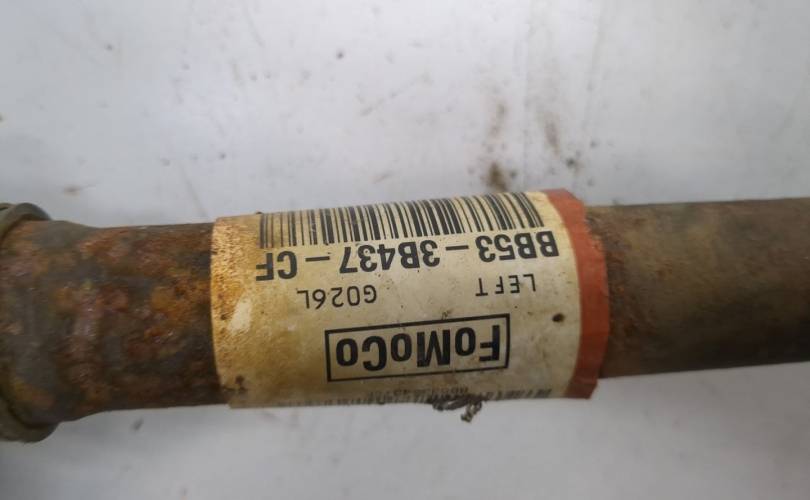 FoMoCo
LEFT G026L
BB53-3B437-CF